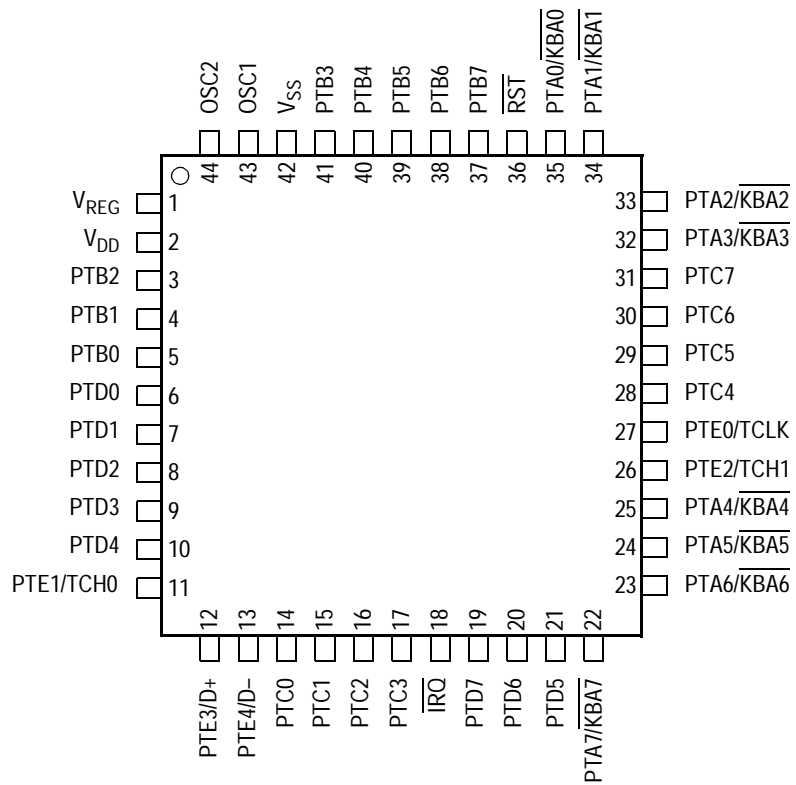 OSC2
OSC1
VSS
PTB3
PTB4
PTB5
PTB6
PTB7
RST
PTA0/KBA0
PTA1/KBA1
44
43
42
41
40
39
38
37
36
35
34
VREG 1
VDD 2
PTB2 3
PTB1 4
PTB0 5
PTD0 6
PTD1 7
PTD2 8
PTD3 9
PTD4 10
PTE1/TCH0 11
33 PTA2/KBA2
32 PTA3/KBA3
31 PTC7
30 PTC6
29 PTC5
28 PTC4
27 PTE0/TCLK
26 PTE2/TCH1
25 PTA4/KBA4
24 PTA5/KBA5
23 PTA6/KBA6
12
13
14
15
16
17
18
19
20
21
22
PTE3/D+
PTE4/D–
PTC0
PTC1
PTC2
PTC3
IRQ
PTD7
PTD6
PTD5
PTA7/KBA7